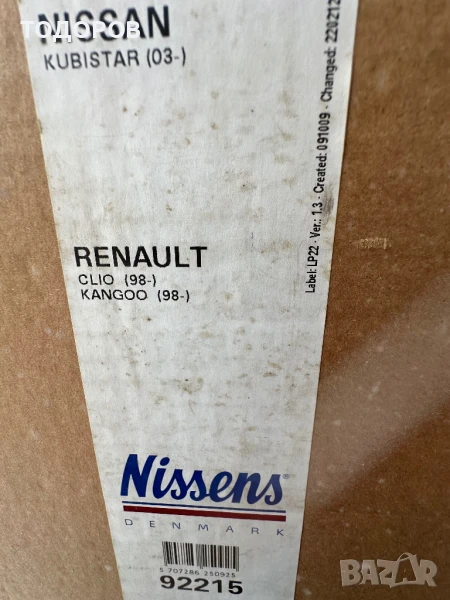 ТОДОРОВ
NISSAN
KUBISTAR (03-)
Label: LP22 - Ver.: 1.3 - Created: 091009 - Changed: 220212
RENAULT
CLIO (98-)
KANGOO (98-)
Nissens®
DENMARK
5 707286 250925
92215
bazar